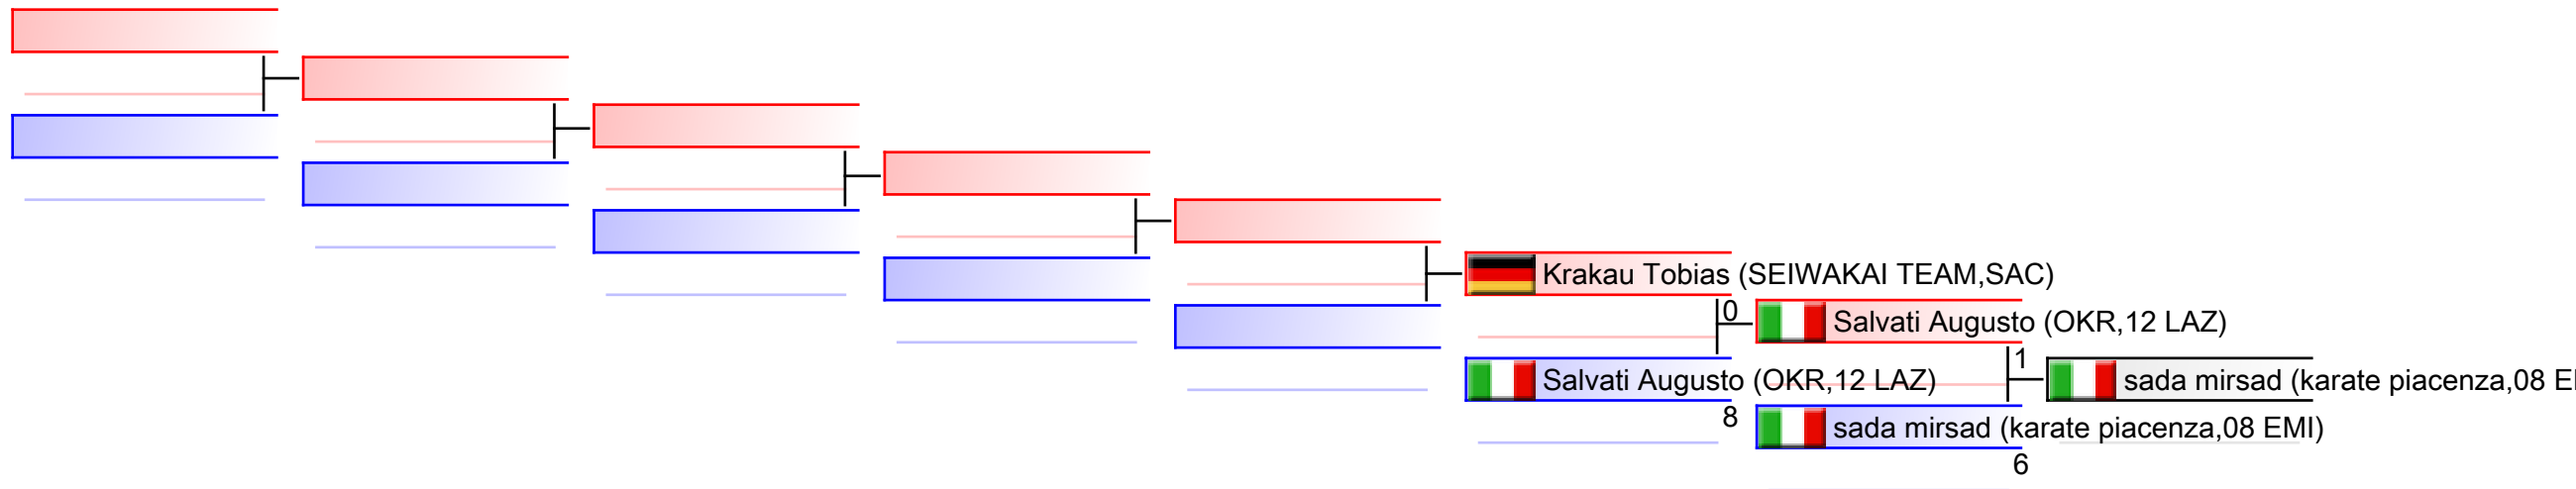 Krakau Tobias (SEIWAKAI TEAM,SAC)
0
Salvati Augusto (OKR,12 LAZ)
1
Salvati Augusto (OKR,12 LAZ)
sada mirsad (karate piacenza,08 E
8
sada mirsad (karate piacenza,08 EMI)
6